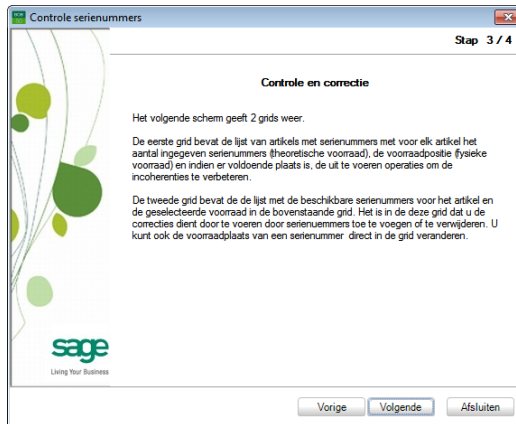 Controle serienummers
Stap 3 / 4
Controle en correctie
Het volgende scherm geeft 2 grids weer.
De eerste grid bevat de lijst van artikels met serienummers met voor elk artikel het
aantal ingegeven serienummers (theoretische voorraad), de voorraadpositie (fysieke
voorraad) en indien er voldoende plaats is, de uit te voeren operaties om de
incoherenties te verbeteren.
De tweede grid bevat de de lijst met de beschikbare serienummers voor het artikel en
de geselecteerde voorraad in de bovenstaande grid. Het is in de deze grid dat u de
correcties dient door te voeren door serienuemmers toe te voegen of te verwijderen. U
kunt ook de voorraadplaats van een serienummer direct in de grid veranderen.
sage
Living Your Business
Vorige
Volgende
Afsluiten